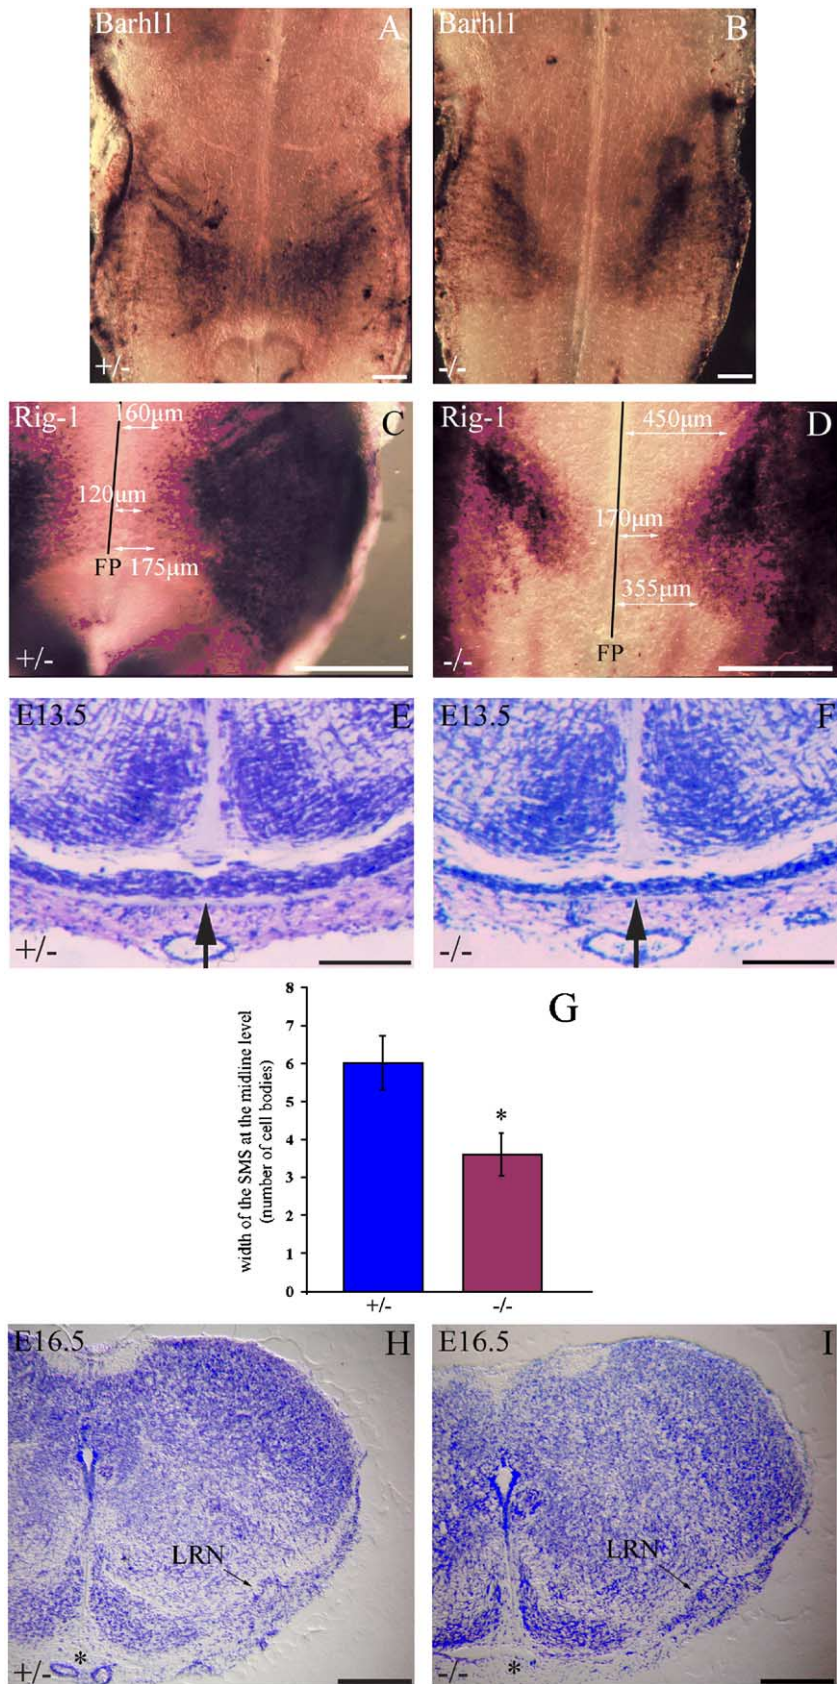 Barhl1 A
+/-
Barhl1 B
-/-
Rig-1 160µm C
120µm
FP 175µm
+/-
Rig-1 450µm D
170µm
355µm
FP
-/-
E13.5 E
+/-
E13.5 F
-/-
G
width of the SMS at the midline level
(number of cell bodies)
8
7
6
5
4
3
2
1
0
*
+/- -/-
E16.5 H
LRN
*
+/-
E16.5 I
LRN
*
-/-